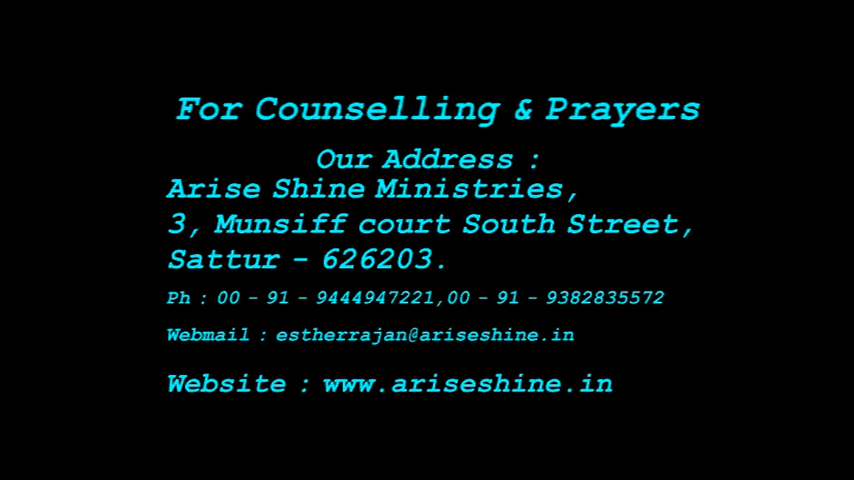 For Counselling & Prayers
Our Address :
Arise Shine Ministries,
3, Munsiff court South Street,
Sattur - 626203.
Ph : 00 - 91 - 9444947221,00 - 91 - 9382835572
Webmail : estherrajan@ariseshine.in
Website : www.ariseshine.in